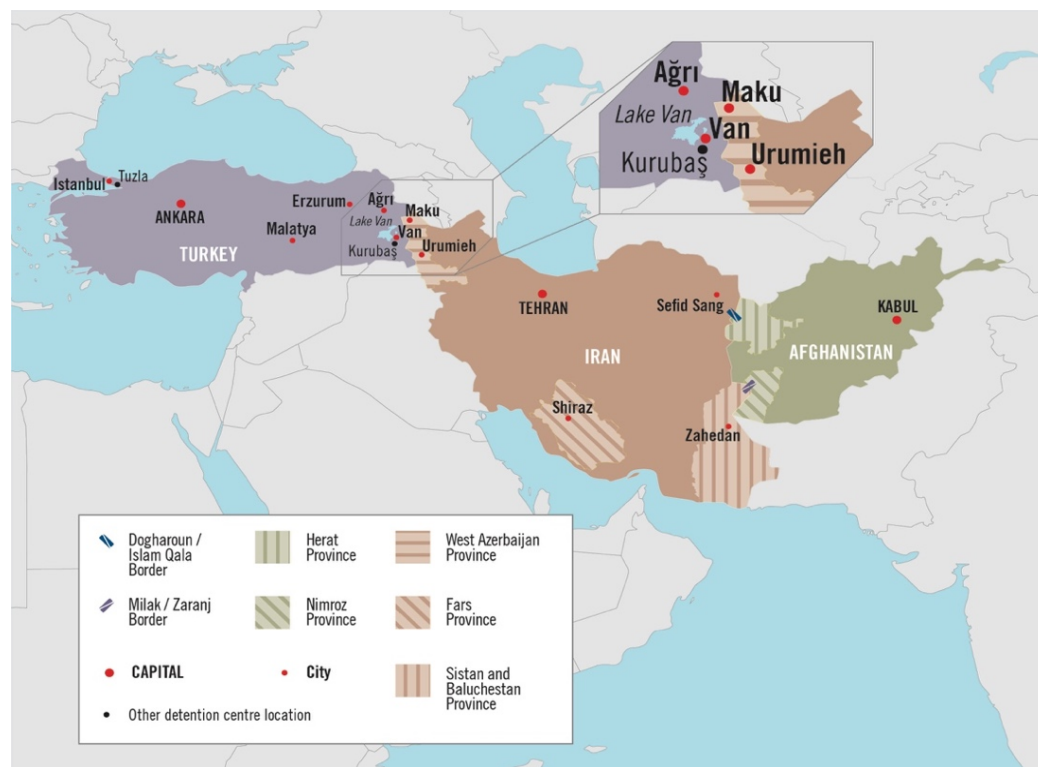 Ağrı
Maku
Lake Van
Van
Kurubaş
Urumieh
Istanbul
Tuzla
ANKARA
Erzurum
Ağrı
Maku
Lake Van
Malatya
Van
Kurubaş
Urumieh
TURKEY
TEHRAN
Sefid Sang
KABUL
IRAN
AFGHANISTAN
Shiraz
Zahedan
Dogharoun /
Islam Qala
Border
Herat
Province
West Azerbaijan
Province
Milak / Zaranj
Border
Nimroz
Province
Fars
Province
CAPITAL
City
Sistan and
Baluchestan
Province
Other detention centre location